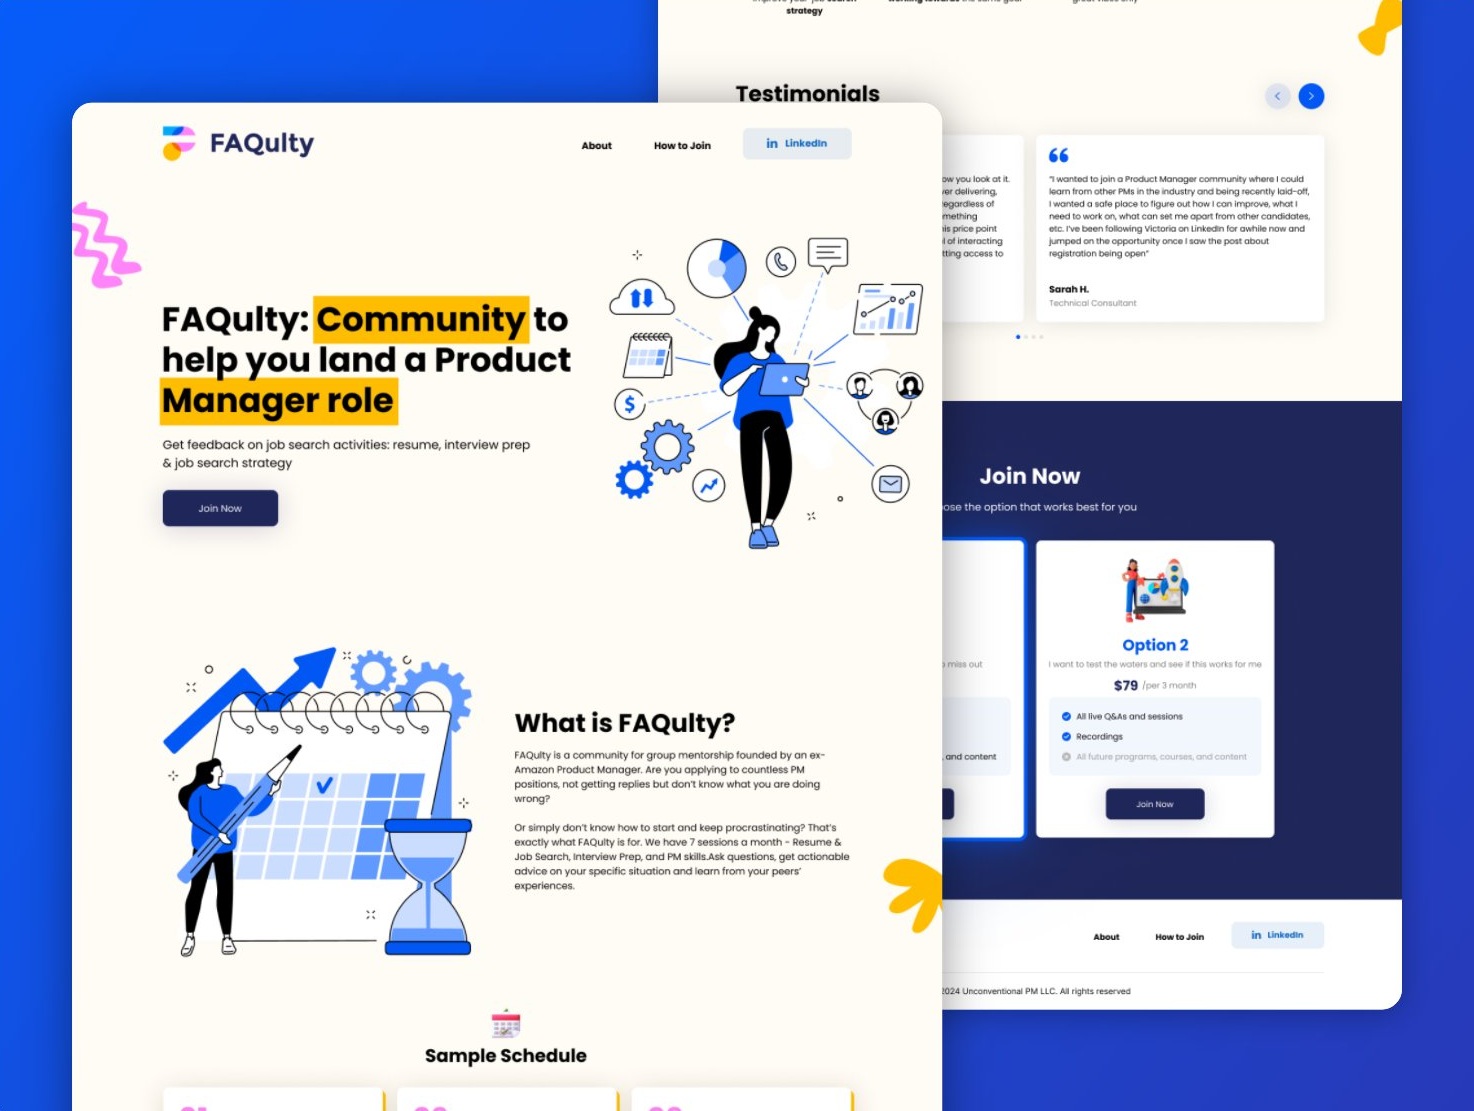 FAQulty
About
How to Join
in LinkedIn
FAQulty: Community to
help you land a Product
Manager role
Get feedback on job search activities: resume, interview prep
& job search strategy
Join Now
$
What is FAQulty?
FAQulty is a community for group mentorship founded by an ex-
Amazon Product Manager. Are you applying to countless PM
positions, not getting replies but don't know what you are doing
wrong?
Or simply don't know how to start and keep procrastinating? That's
exactly what FAQulty is for. We have 7 sessions a month - Resume &
Job Search, Interview Prep, and PM skills.Ask questions, get actionable
advice on your specific situation and learn from your peers'
experiences.
Sample Schedule
strategy
Testimonials
ow you look at it.
er delivering,
egardless of
mething
is price point
l of interacting
tting access to
"I wanted to join a Product Manager community where I could
learn from other PMs in the industry and being recently laid-off,
I wanted a safe place to figure out how I can improve, what I
need to work on, what can set me apart from other candidates,
etc. I've been following Victoria on LinkedIn for awhile now and
jumped on the opportunity once I saw the post about
registration being open"
Sarah H.
Technical Consultant
Join Now
ose the option that works best for you
miss out
, and content
Option 2
I want to test the waters and see if this works for me
$79 /per 3 month
All live Q&As and sessions
Recordings
All future programs, courses, and content
Join Now
About
How to Join
in LinkedIn
2024 Unconventional PM LLC. All rights reserved